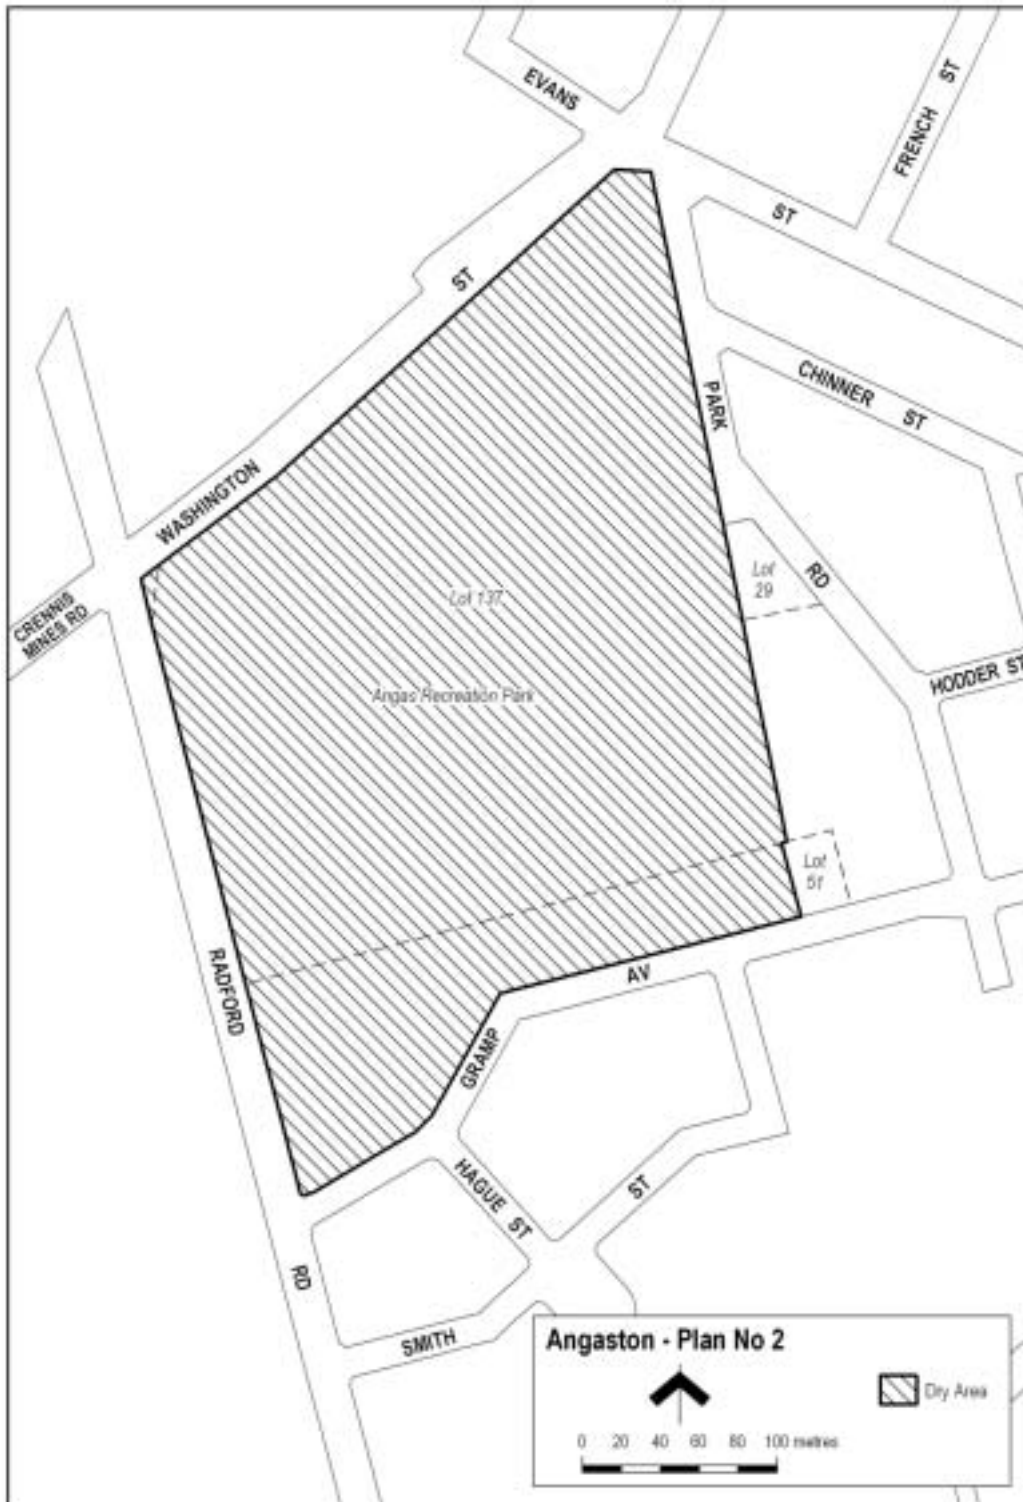 EVANS
ST
FRENCH ST
ST
WASHINGTON
CHINNER ST
PARK
RD
CRENNIS
MINES RD
Lot 137
Lot
29
HODDER ST
Angas Recreation Park
Lot
51
RADFORD
AV
GRAMP
HAGUE ST
ST
RD
SMITH
Angaston - Plan No 2
Dry Area
0 20 40 60 80 100 metres